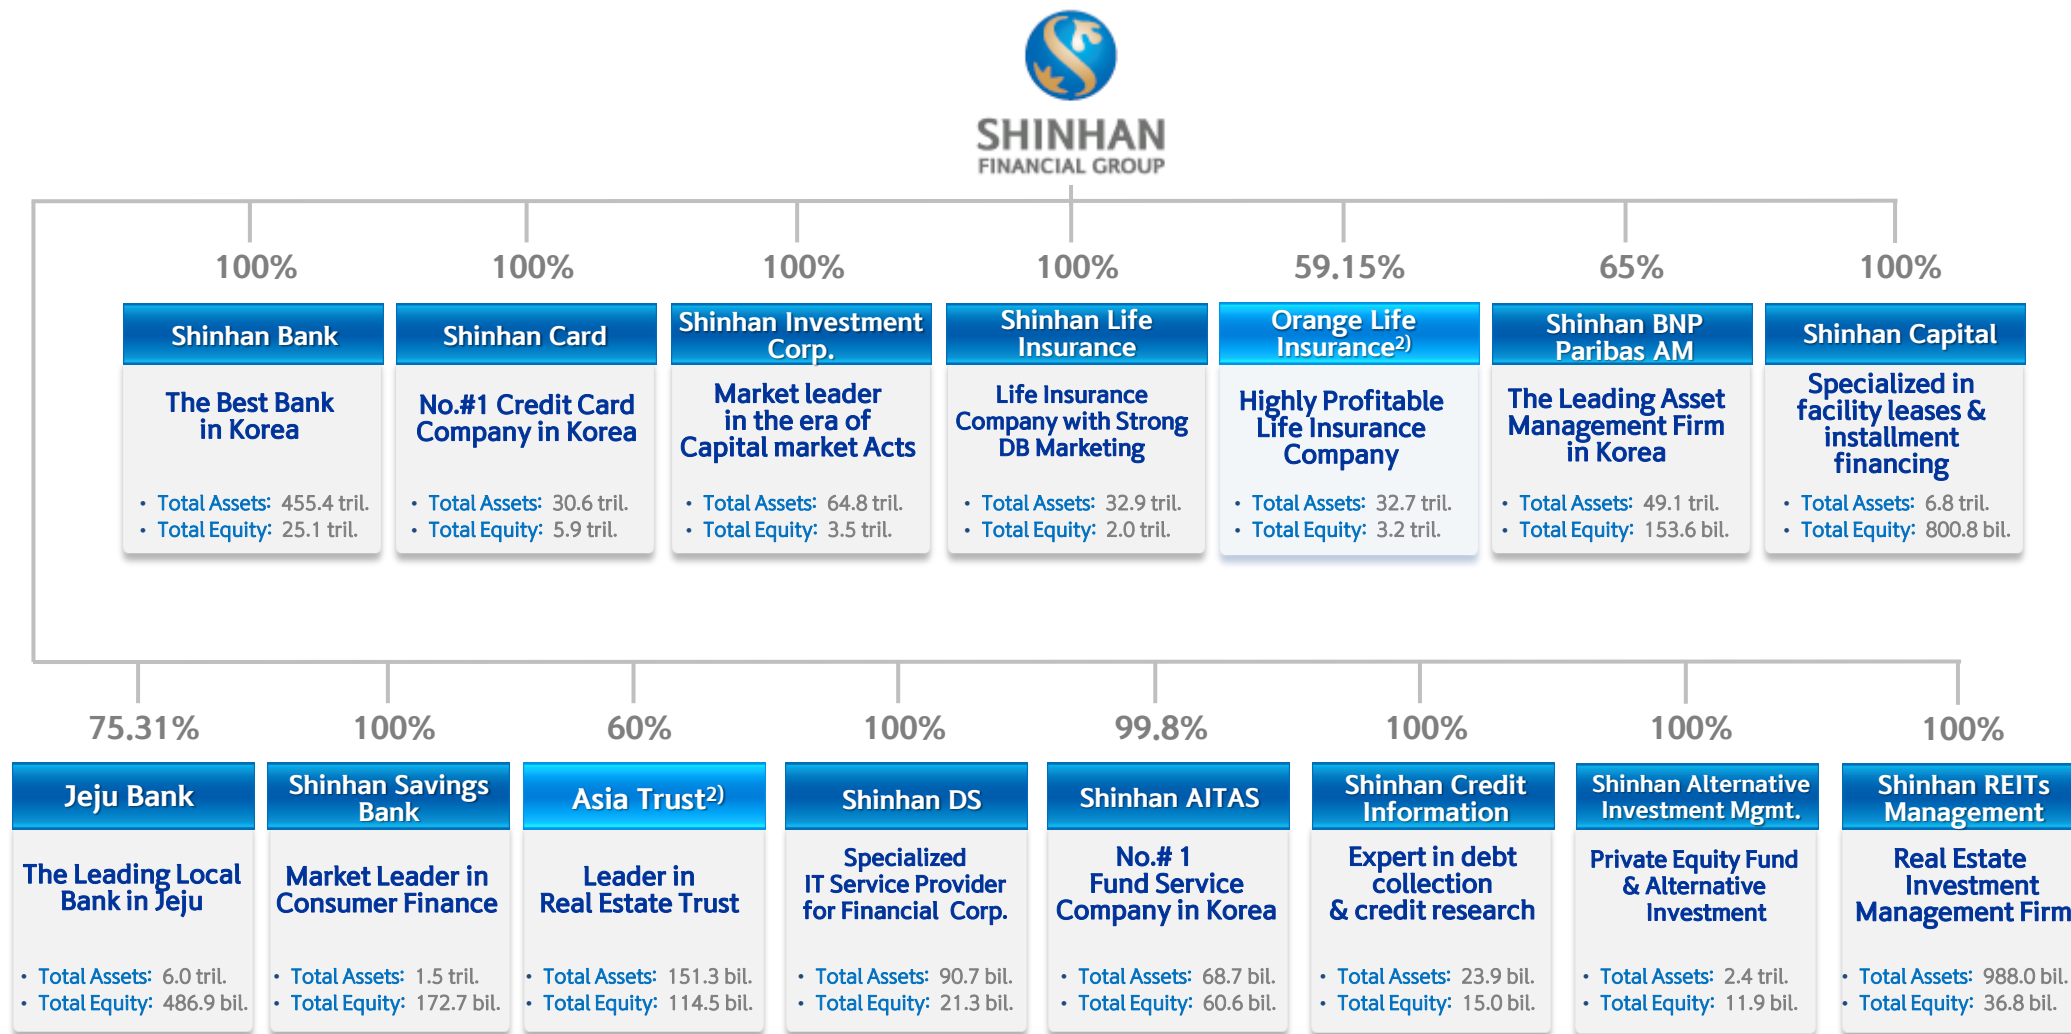 SHINHAN
FINANCIAL GROUP
100%
100%
100%
100%
59.15%
65%
100%
Shinhan Bank
The Best Bank
in Korea
• Total Assets: 455.4 tril.
• Total Equity: 25.1 tril.
Shinhan Card
No.#1 Credit Card
Company in Korea
• Total Assets: 30.6 tril.
• Total Equity: 5.9 tril.
Shinhan Investment
Corp.
Market leader
in the era of
Capital market Acts
• Total Assets: 64.8 tril.
• Total Equity: 3.5 tril.
Shinhan Life
Insurance
Life Insurance
Company with Strong
DB Marketing
• Total Assets: 32.9 tril.
• Total Equity: 2.0 tril.
Orange Life
Insurance2)
Highly Profitable
Life Insurance
Company
• Total Assets: 32.7 tril.
• Total Equity: 3.2 tril.
Shinhan BNP
Paribas AM
The Leading Asset
Management Firm
in Korea
• Total Assets: 49.1 tril.
• Total Equity: 153.6 bil.
Shinhan Capital
Specialized in
facility leases &
installment
financing
• Total Assets: 6.8 tril.
• Total Equity: 800.8 bil.
75.31%
100%
60%
100%
99.8%
100%
100%
100%
Jeju Bank
The Leading Local
Bank in Jeju
• Total Assets: 6.0 tril.
• Total Equity: 486.9 bil.
Shinhan Savings
Bank
Market Leader in
Consumer Finance
• Total Assets: 1.5 tril.
• Total Equity: 172.7 bil.
Asia Trust2)
Leader in
Real Estate Trust
• Total Assets: 151.3 bil.
• Total Equity: 114.5 bil.
Shinhan DS
Specialized
IT Service Provider
for Financial Corp.
• Total Assets: 90.7 bil.
• Total Equity: 21.3 bil.
Shinhan AITAS
No.# 1
Fund Service
Company in Korea
• Total Assets: 68.7 bil.
• Total Equity: 60.6 bil.
Shinhan Credit
Information
Expert in debt
collection
& credit research
• Total Assets: 23.9 bil.
• Total Equity: 15.0 bil.
Shinhan Alternative
Investment Mgmt.
Private Equity Fund
& Alternative
Investment
• Total Assets: 2.4 tril.
• Total Equity: 11.9 bil.
Shinhan REITs
Management
Real Estate
Investment
Management Firm
• Total Assets: 988.0 bil.
• Total Equity: 36.8 bil.